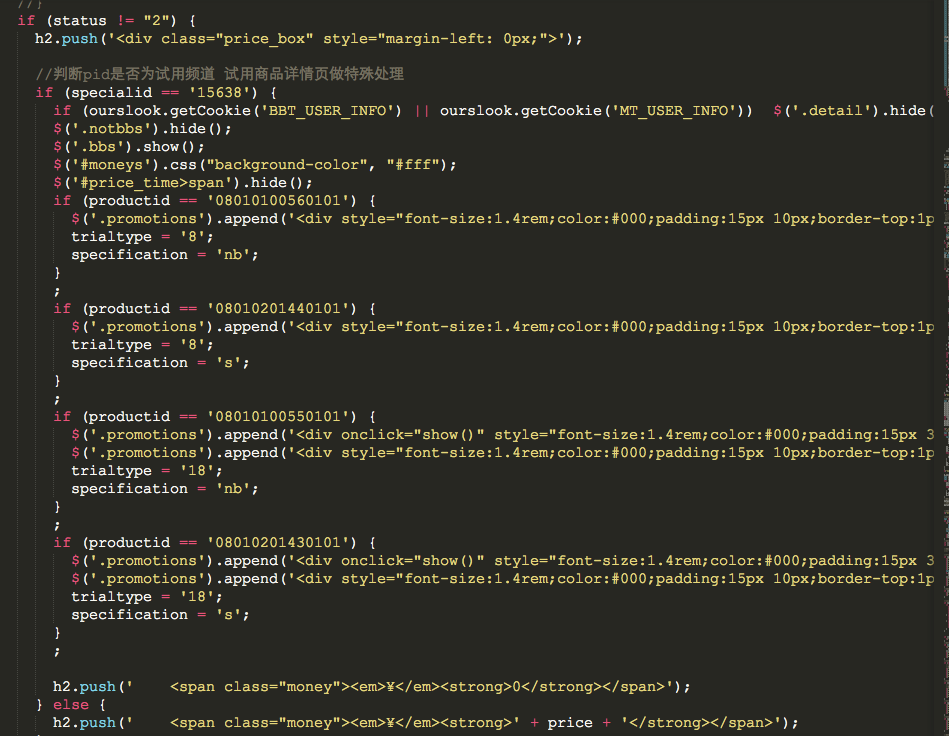 //}
if (status != "2") {
h2.push('<div class="price_box" style="margin-left: 0px;">');
//判断pid是否为试用频道 试用商品详情页做特殊处理
if (specialid == '15638') {
if (ourslook.getCookie('BBT_USER_INFO') || ourslook.getCookie('MT_USER_INFO')) $('.detail').hide(
$('.notbbs').hide();
$('.bbs').show();
$('#moneys').css("background-color", "#fff");
$('#price_time>span').hide();
if (productid == '08010100560101') {
$('.promotions').append('<div style="font-size:1.4rem;color:#000;padding:15px 10px;border-top:1p
trialtype = '8';
specification = 'nb';
}
;
if (productid == '08010201440101') {
$('.promotions').append('<div style="font-size:1.4rem;color:#000;padding:15px 10px;border-top:1p
trialtype = '8';
specification = 's';
}
;
if (productid == '08010100550101') {
$('.promotions').append('<div onclick="show()" style="font-size:1.4rem;color:#000;padding:15px 3
$('.promotions').append('<div style="font-size:1.4rem;color:#000;padding:15px 10px;border-top:1p
trialtype = '18';
specification = 'nb';
}
;
if (productid == '08010201430101') {
$('.promotions').append('<div onclick="show()" style="font-size:1.4rem;color:#000;padding:15px 3
$('.promotions').append('<div style="font-size:1.4rem;color:#000;padding:15px 10px;border-top:1p
trialtype = '18';
specification = 's';
}
;
h2.push('    <span class="money"><em>¥</em><strong>0</strong></span>');
} else {
h2.push('    <span class="money"><em>¥</em><strong>' + price + '</strong></span>');